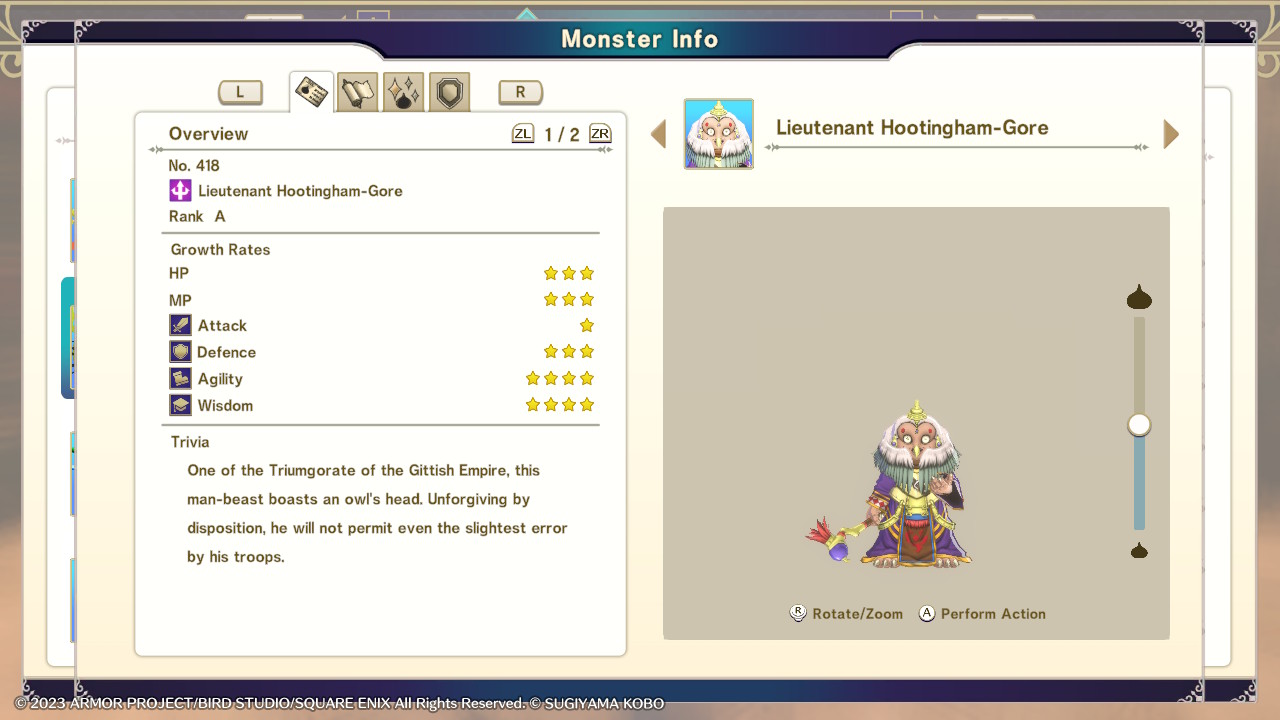 Monster Info
L
R
Overview
ZL 1 / 2 ZR
No. 418
Lieutenant Hootingham-Gore
Rank A
Growth Rates
HP
MP
Attack
Defence
Agility
Wisdom
Trivia
One of the Triumgorate of the Gittish Empire, this
man-beast boasts an owl's head. Unforgiving by
disposition, he will not permit even the slightest error
by his troops.
Lieutenant Hootingham-Gore
R Rotate/Zoom A Perform Action
© 2023 ARMOR PROJECT/BIRD STUDIO/SQUARE ENIX All Rights Reserved. © SUGIYAMA KOBO